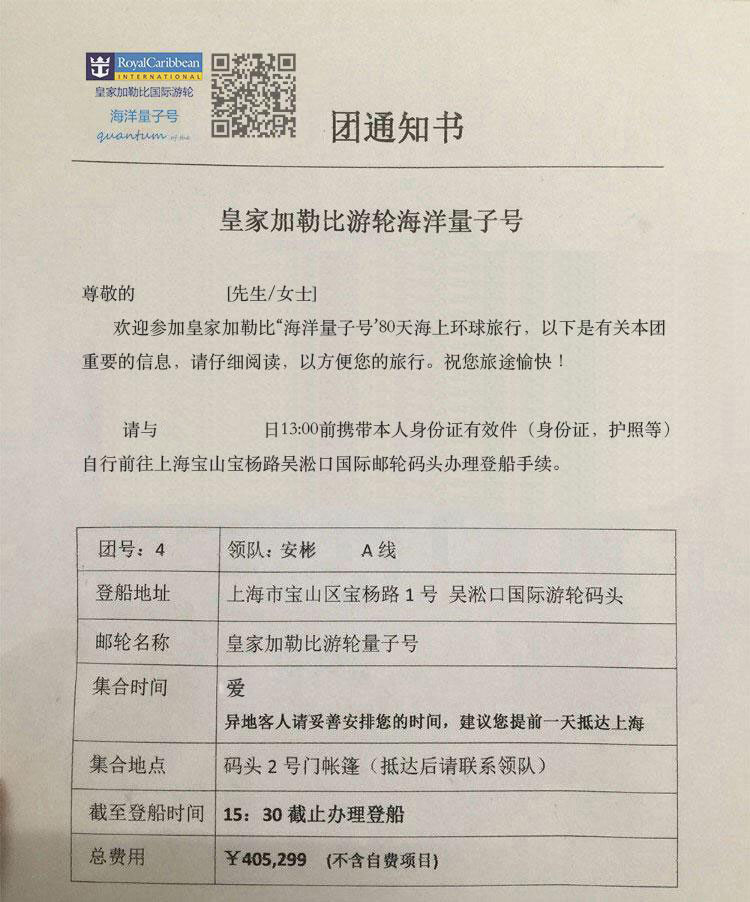 RoyalCaribbean
INTERNATIONAL
皇家加勒比国际游轮
海洋量子号
quantum of the
团通知书
皇家加勒比游轮海洋量子号
尊敬的 [先生/女士]
欢迎参加皇家加勒比“海洋量子号’80天海上环球旅行，以下是有关本团
重要的信息，请仔细阅读，以方便您的旅行。祝您旅途愉快！
请与 日13:00前携带本人身份证有效件（身份证，护照等）
自行前往上海宝山宝杨路吴淞口国际邮轮码头办理登船手续。
团号：4 领队：安彬 A 线
登船地址 上海市宝山区宝杨路 1 号 吴淞口国际游轮码头
邮轮名称 皇家加勒比游轮量子号
集合时间 爱
异地客人请妥善安排您的时间，建议您提前一天抵达上海
集合地点 码头 2 号门帐篷（抵达后请联系领队）
截至登船时间 15：30 截止办理登船
总费用 ￥405,299 (不含自费项目)